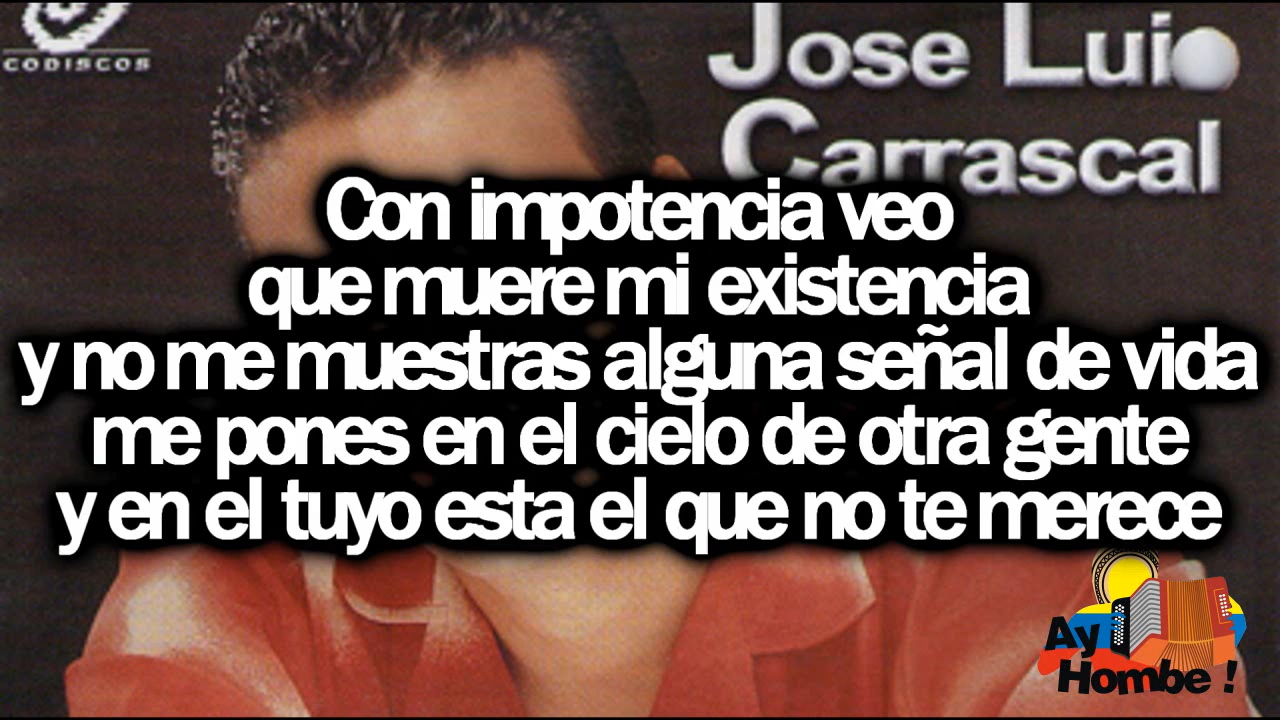 CODISCOS
Jose Luis
Carrascal
Con impotencia veo
que muere mi existencia
y no me muestras alguna señal de vida
me pones en el cielo de otra gente
y en el tuyo esta el que no te merece
Ay
Hombe !